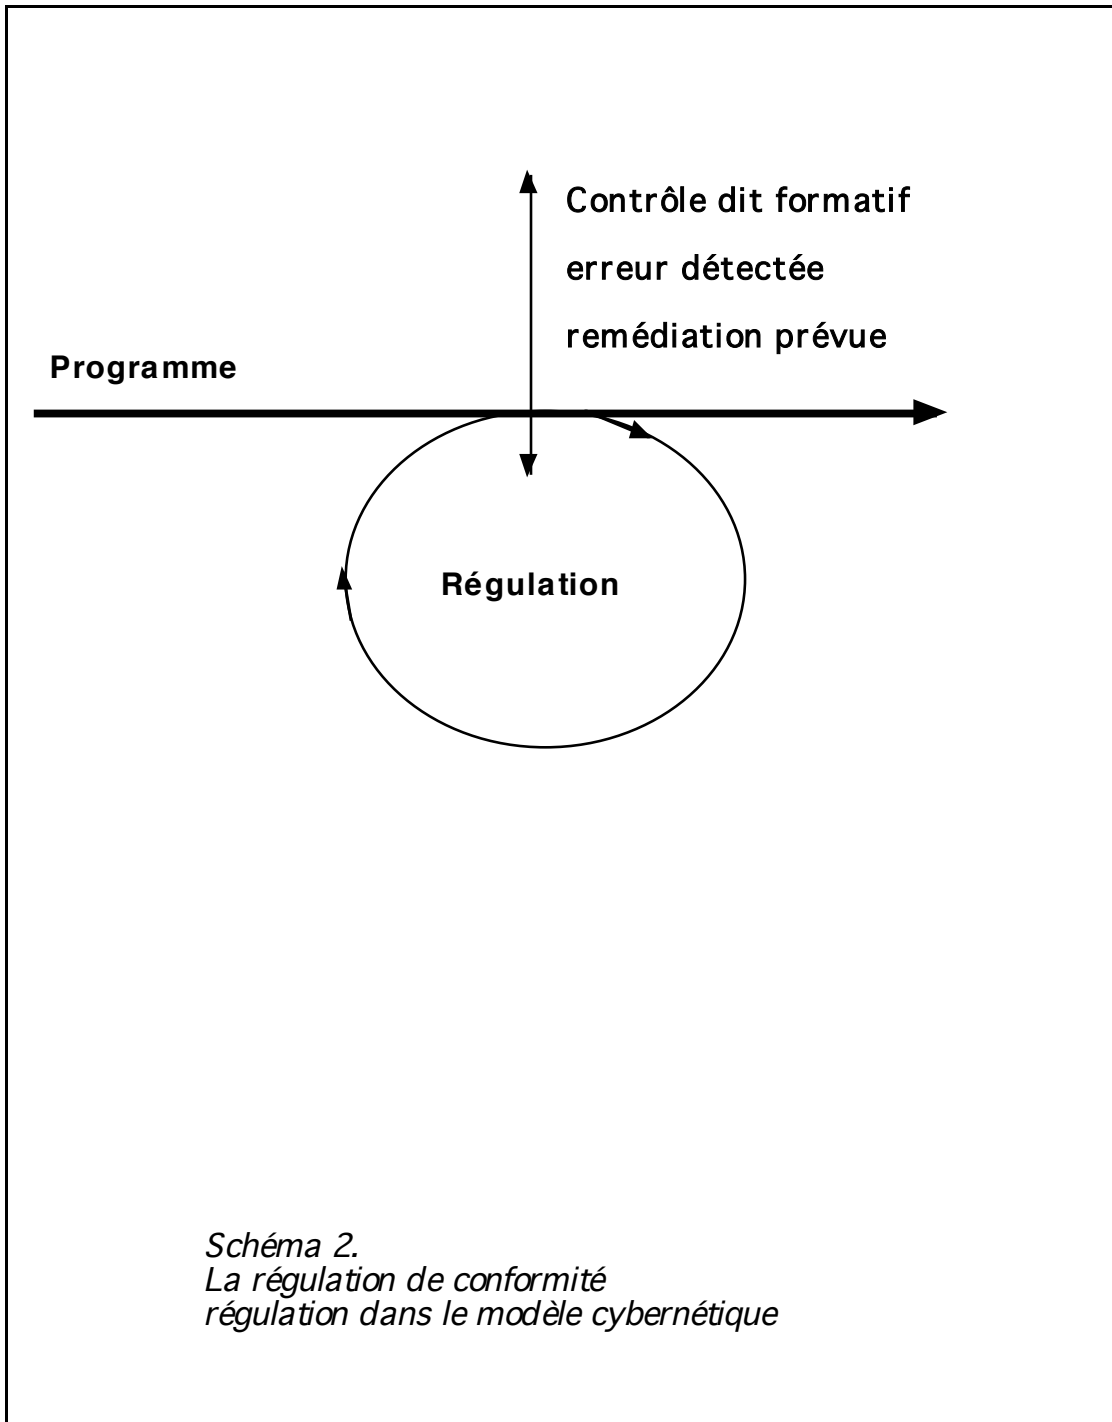 Contrôle dit formatif
erreur détectée
remédiation prévue
Programme
Régulation
Schéma 2.
La régulation de conformité
régulation dans le modèle cybernétique